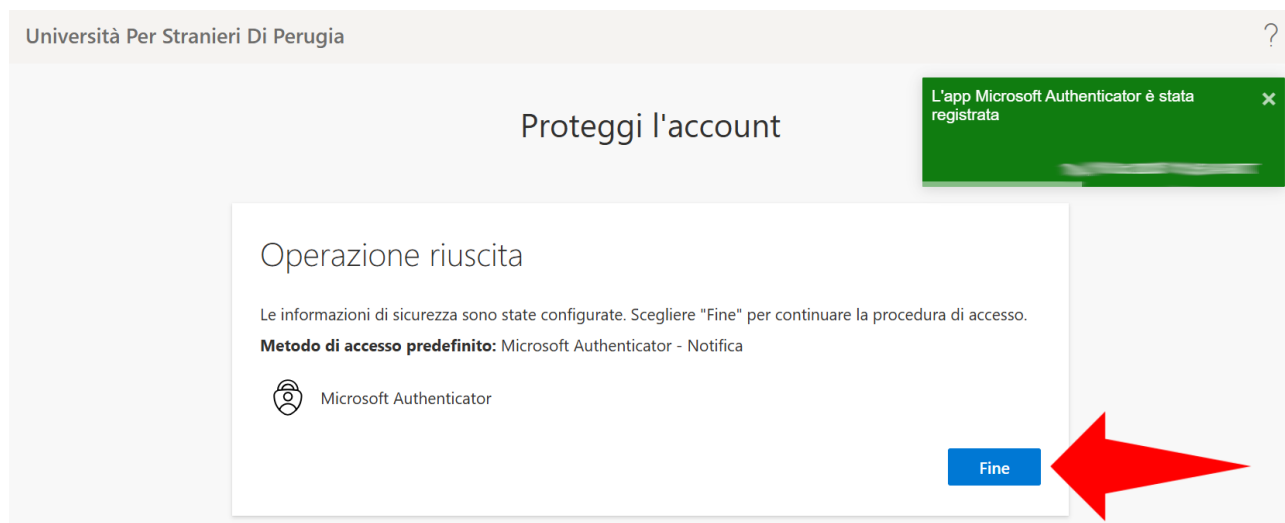 Università Per Stranieri Di Perugia
?
L'app Microsoft Authenticator è stata
registrata
Proteggi l'account
Operazione riuscita
Le informazioni di sicurezza sono state configurate. Scegliere "Fine" per continuare la procedura di accesso.
Metodo di accesso predefinito: Microsoft Authenticator - Notifica
Microsoft Authenticator
Fine